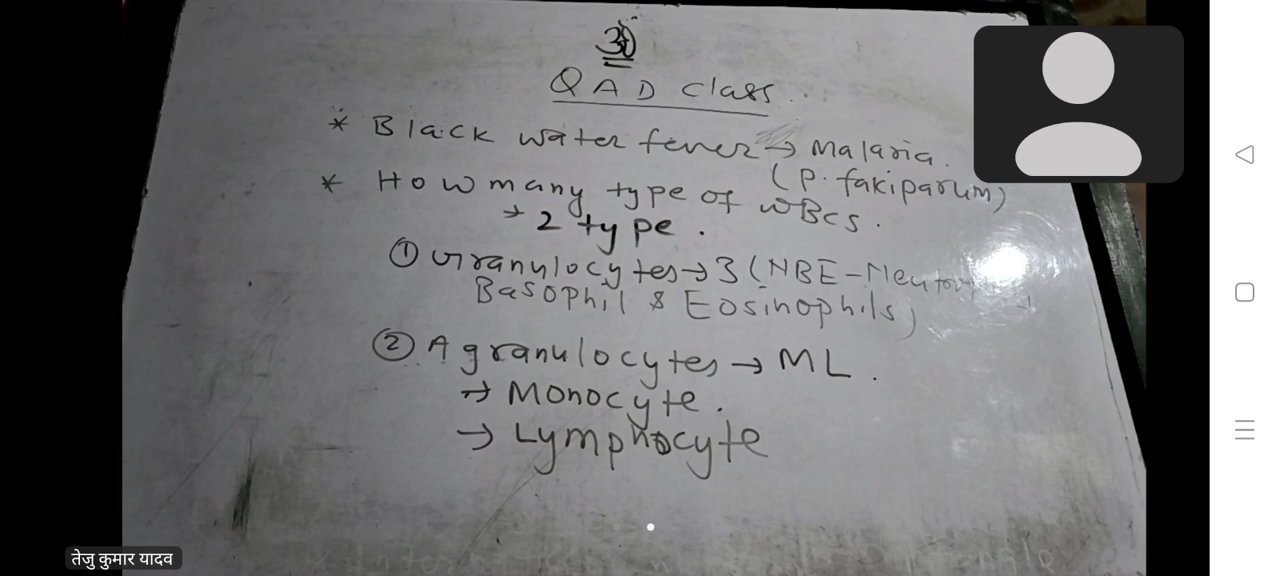 ॐ
QAD class
* Black water fever → Malaria.
(P. fakiparum)
* How many type of WBCs.
→ 2 type.
① Granulocytes → 3 (NBE - Neutro
Basophil & Eosinophils)
② Agranulocytes → ML.
→ Monocyte.
→ Lymphocyte
तेजु कुमार यादव